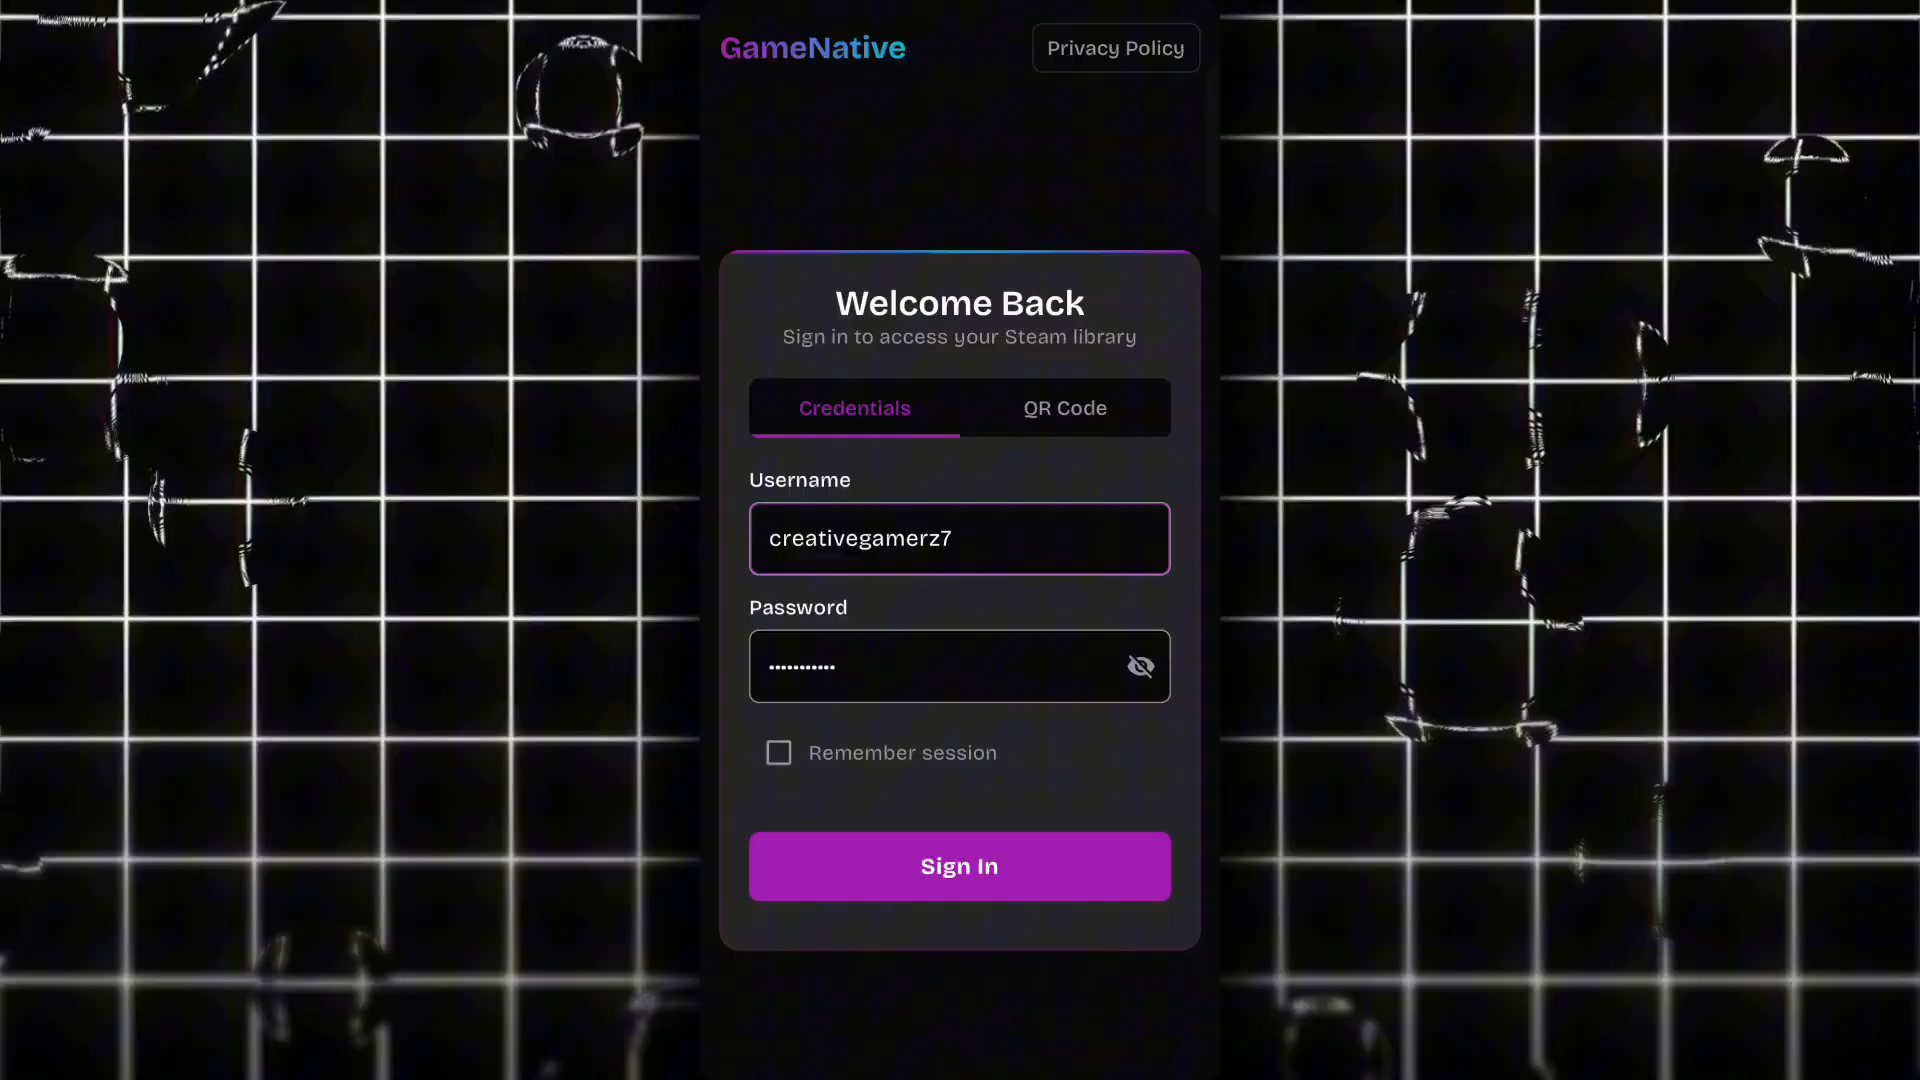 GameNative
Privacy Policy
Welcome Back
Sign in to access your Steam library
Credentials
QR Code
Username
creativegamerz7
Password
•••••••••••
Remember session
Sign In